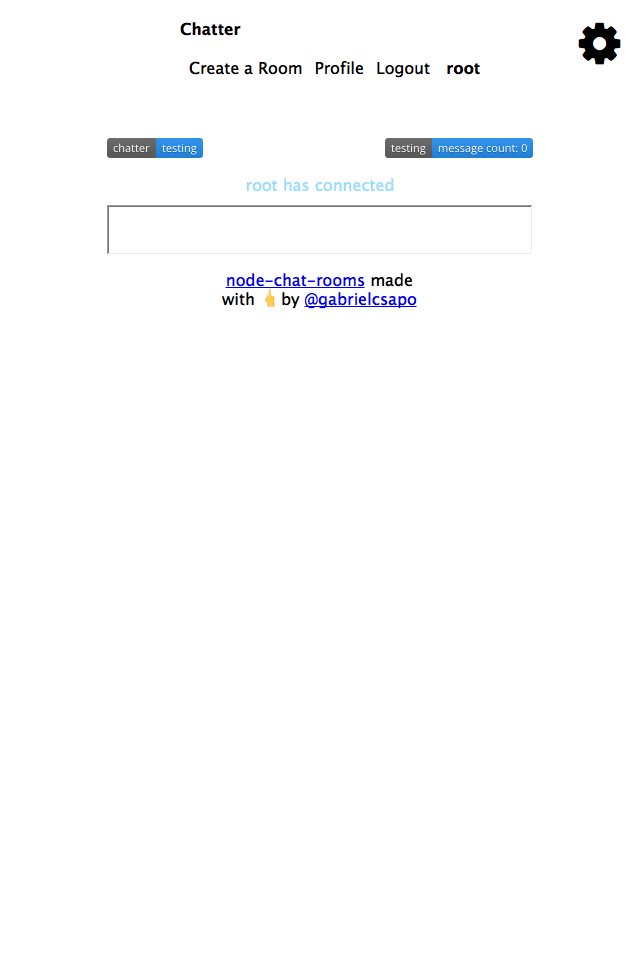 Chatter
Create a Room Profile Logout root
chatter testing testing message count: 0
root has connected
node-chat-rooms made
with 👆 by @gabrielcsapo